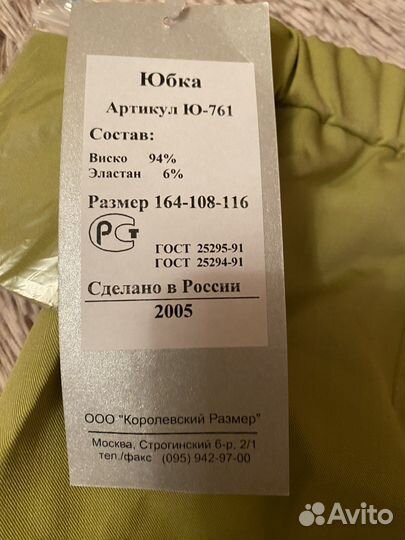 Юбка
Артикул Ю-761
Состав:
Виско 94%
Эластан 6%
Размер 164-108-116
РСТ
ГОСТ 25295-91
ГОСТ 25294-91
Сделано в России
2005
ООО "Королевский Размер"
Москва, Строгинский б-р, 2/1
тел./факс (095) 942-97-00
Avito